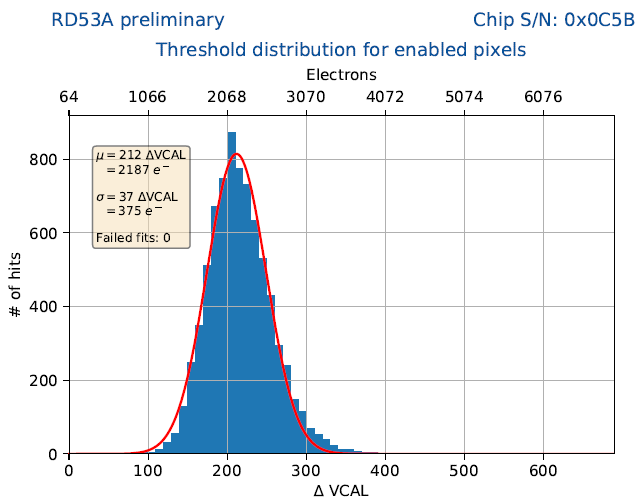 RD53A preliminary
Chip S/N: 0x0C5B
Threshold distribution for enabled pixels
Electrons
64 1066 2068 3070 4072 5074 6076
μ = 212 ΔVCAL
= 2187 e⁻
σ = 37 ΔVCAL
= 375 e⁻
Failed fits: 0
# of hits
800
600
400
200
0
0 100 200 300 400 500 600
Δ VCAL